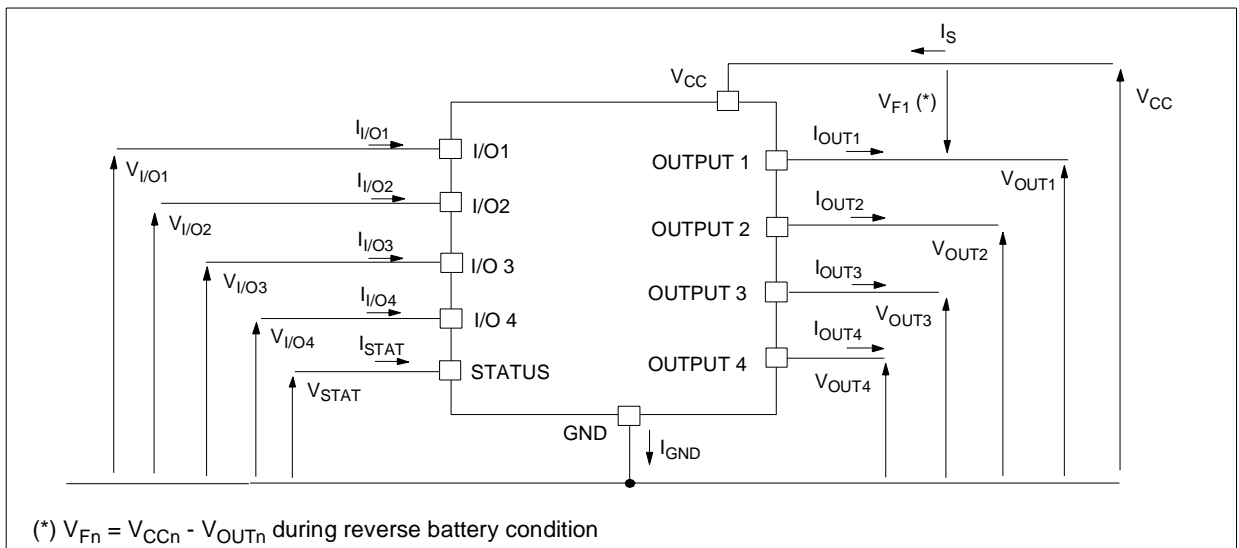 I_S
V_CC
V_F1 (*)
V_CC
I_I/O1
V_I/O1
I/O1
OUTPUT 1
I_OUT1
V_OUT1
I_I/O2
V_I/O2
I/O2
OUTPUT 2
I_OUT2
V_OUT2
I_I/O3
V_I/O3
I/O 3
OUTPUT 3
I_OUT3
V_OUT3
I_I/O4
V_I/O4
I/O 4
OUTPUT 4
I_OUT4
V_OUT4
I_STAT
V_STAT
STATUS
GND
I_GND
(*) V_Fn = V_CCn - V_OUTn during reverse battery condition